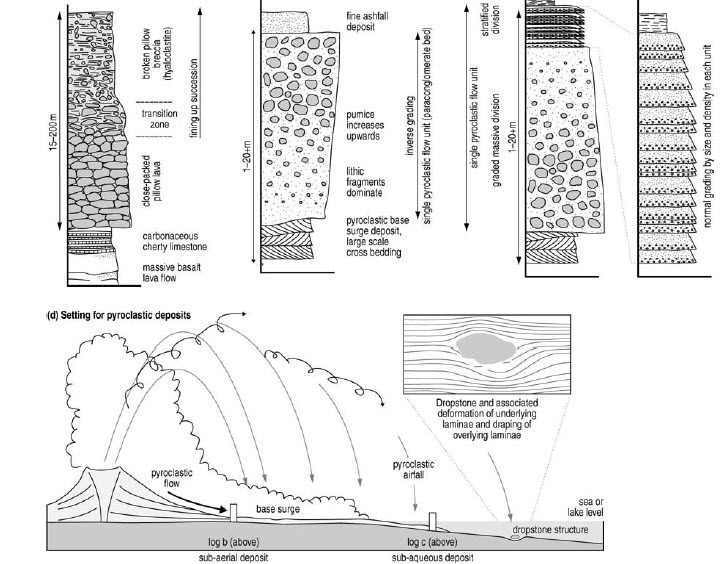 15–200 m
broken pillow
breccia
(hyaloclastite)
transition
zone
close-packed
pillow lava
fining up succession
carbonaceous
cherty limestone
massive basalt
lava flow
1–20+m
fine ashfall
deposit
pumice
increases
upwards
lithic
fragments
dominate
pyroclastic base
surge deposit,
large scale
cross bedding
inverse grading
single pyroclastic flow unit (paraconglomerate bed)
single pyroclastic flow unit
stratified
division
graded massive division
1–20+m
normal grading by size and density in each unit
(d) Setting for pyroclastic deposits
Dropstone and associated
deformation of underlying
laminae and draping of
overlying laminae
pyroclastic
flow
base surge
pyroclastic
airfall
sea or
lake level
dropstone structure
log b (above)
sub-aerial deposit
log c (above)
sub-aqueous deposit